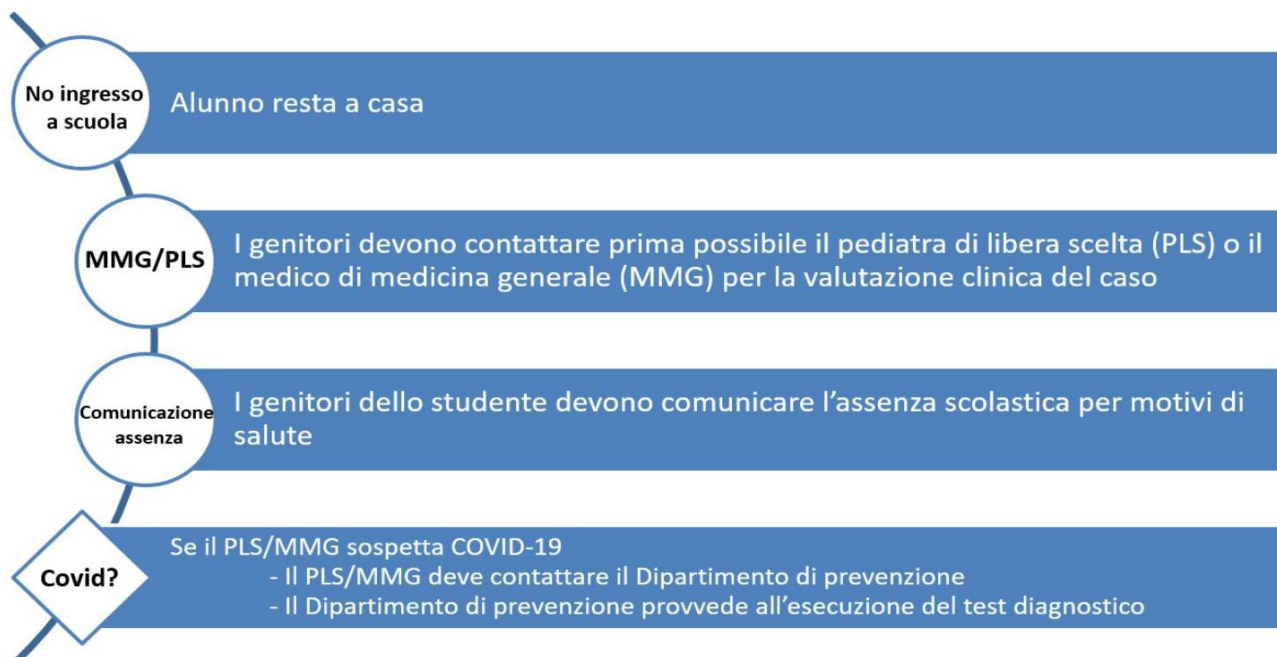 No ingresso
a scuola
Alunno resta a casa
MMG/PLS
I genitori devono contattare prima possibile il pediatra di libera scelta (PLS) o il
medico di medicina generale (MMG) per la valutazione clinica del caso
Comunicazione
assenza
I genitori dello studente devono comunicare l’assenza scolastica per motivi di
salute
Covid?
Se il PLS/MMG sospetta COVID-19
- Il PLS/MMG deve contattare il Dipartimento di prevenzione
- Il Dipartimento di prevenzione provvede all’esecuzione del test diagnostico